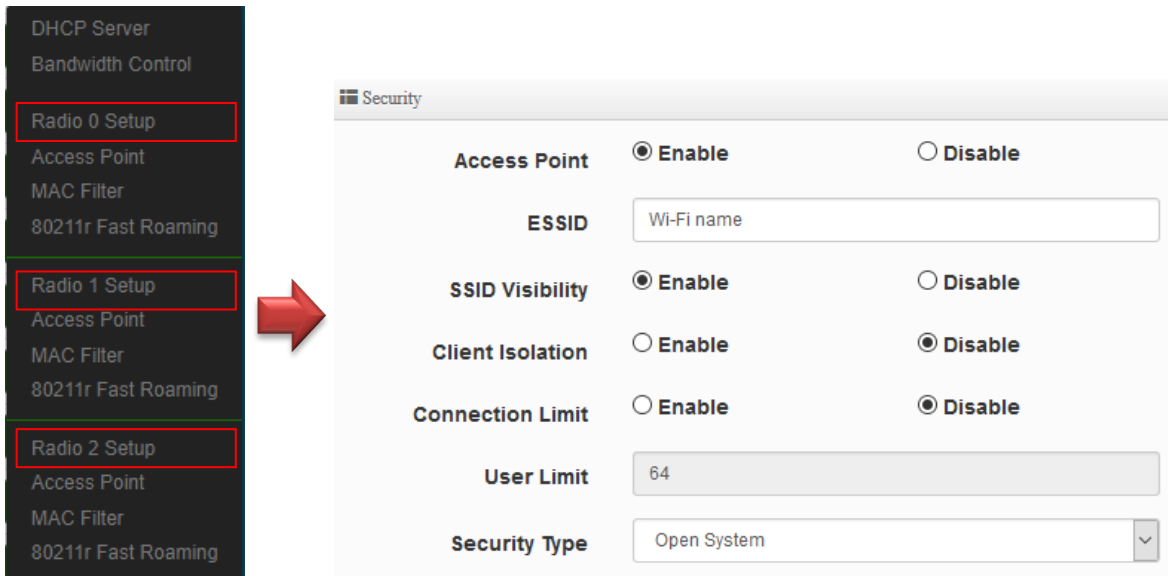 DHCP Server
Bandwidth Control
Radio 0 Setup
Access Point
MAC Filter
80211r Fast Roaming
Radio 1 Setup
Access Point
MAC Filter
80211r Fast Roaming
Radio 2 Setup
Access Point
MAC Filter
80211r Fast Roaming
Security
Access Point Enable Disable
ESSID Wi-Fi name
SSID Visibility Enable Disable
Client Isolation Enable Disable
Connection Limit Enable Disable
User Limit 64
Security Type Open System